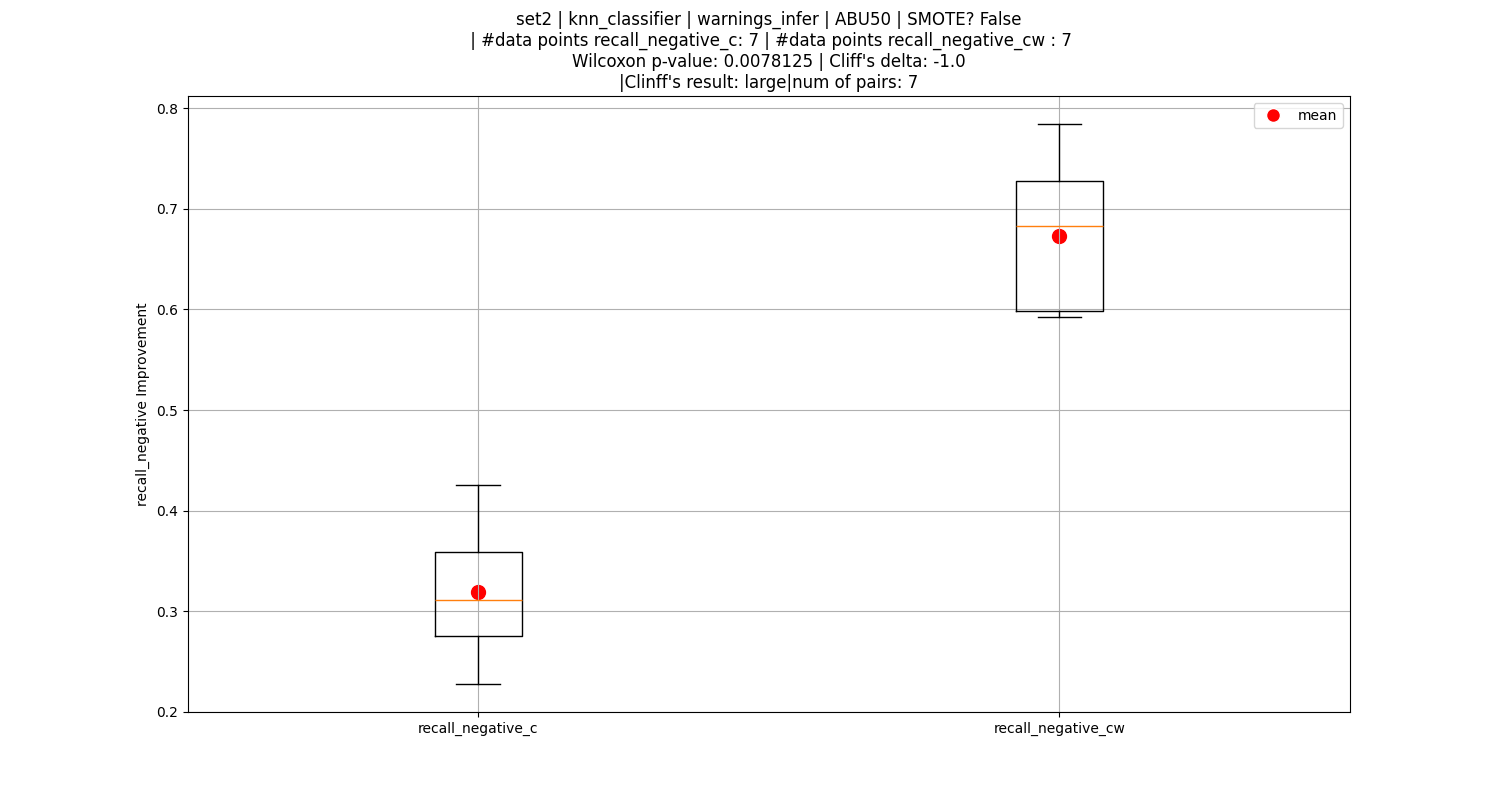 set2 | knn_classifier | warnings_infer | ABU50 | SMOTE? False
| #data points recall_negative_c: 7 | #data points recall_negative_cw : 7
Wilcoxon p-value: 0.0078125 | Cliff's delta: -1.0
|Clinff's result: large|num of pairs: 7
mean
0.8
0.7
0.6
0.5
0.4
0.3
0.2
recall_negative Improvement
recall_negative_c
recall_negative_cw